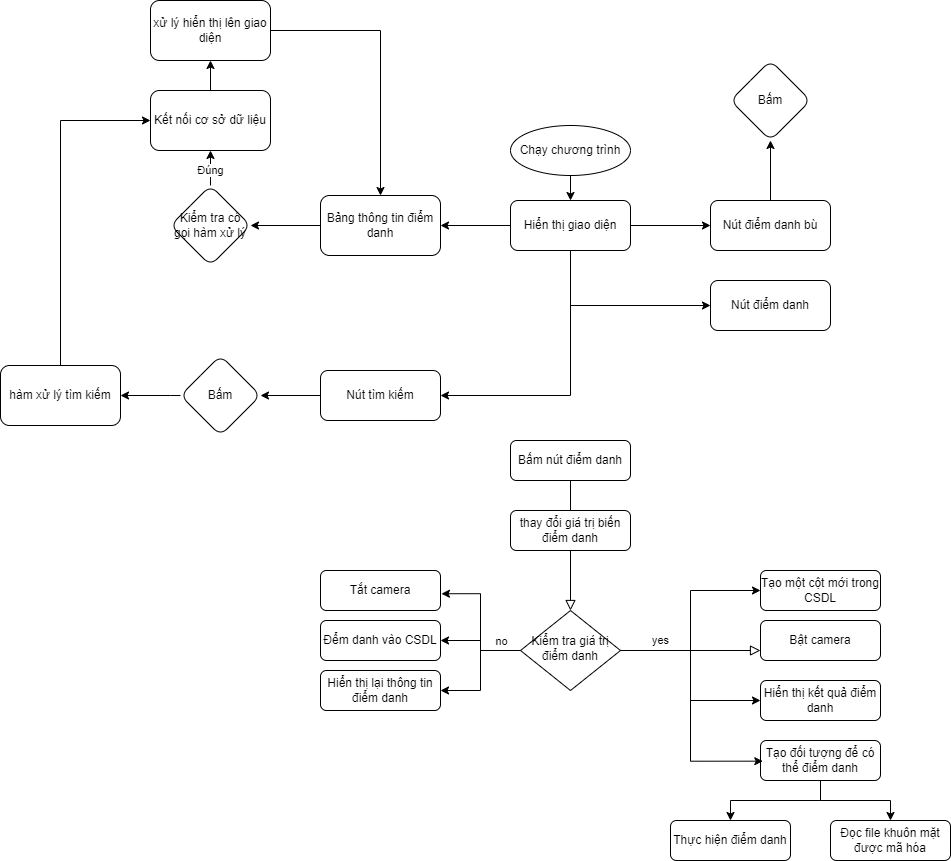 xử lý hiển thị lên giao
diện
Kết nối cơ sở dữ liệu
Bấm
Chạy chương trình
Đúng
Kiểm tra có
gọi hàm xử lý
Bảng thông tin điểm
danh
Hiển thị giao diện
Nút điểm danh bù
Nút điểm danh
hàm xử lý tìm kiếm
Bấm
Nút tìm kiếm
Bấm nút điểm danh
thay đổi giá trị biến
điểm danh
Tắt camera
Đểm danh vào CSDL
Hiển thị lại thông tin
điểm danh
no
Kiểm tra giá trị
điểm danh
yes
Tạo một cột mới trong
CSDL
Bật camera
Hiển thị kết quả điểm
danh
Tạo đối tượng để có
thể điểm danh
Thực hiện điểm danh
Đọc file khuôn mặt
được mã hóa